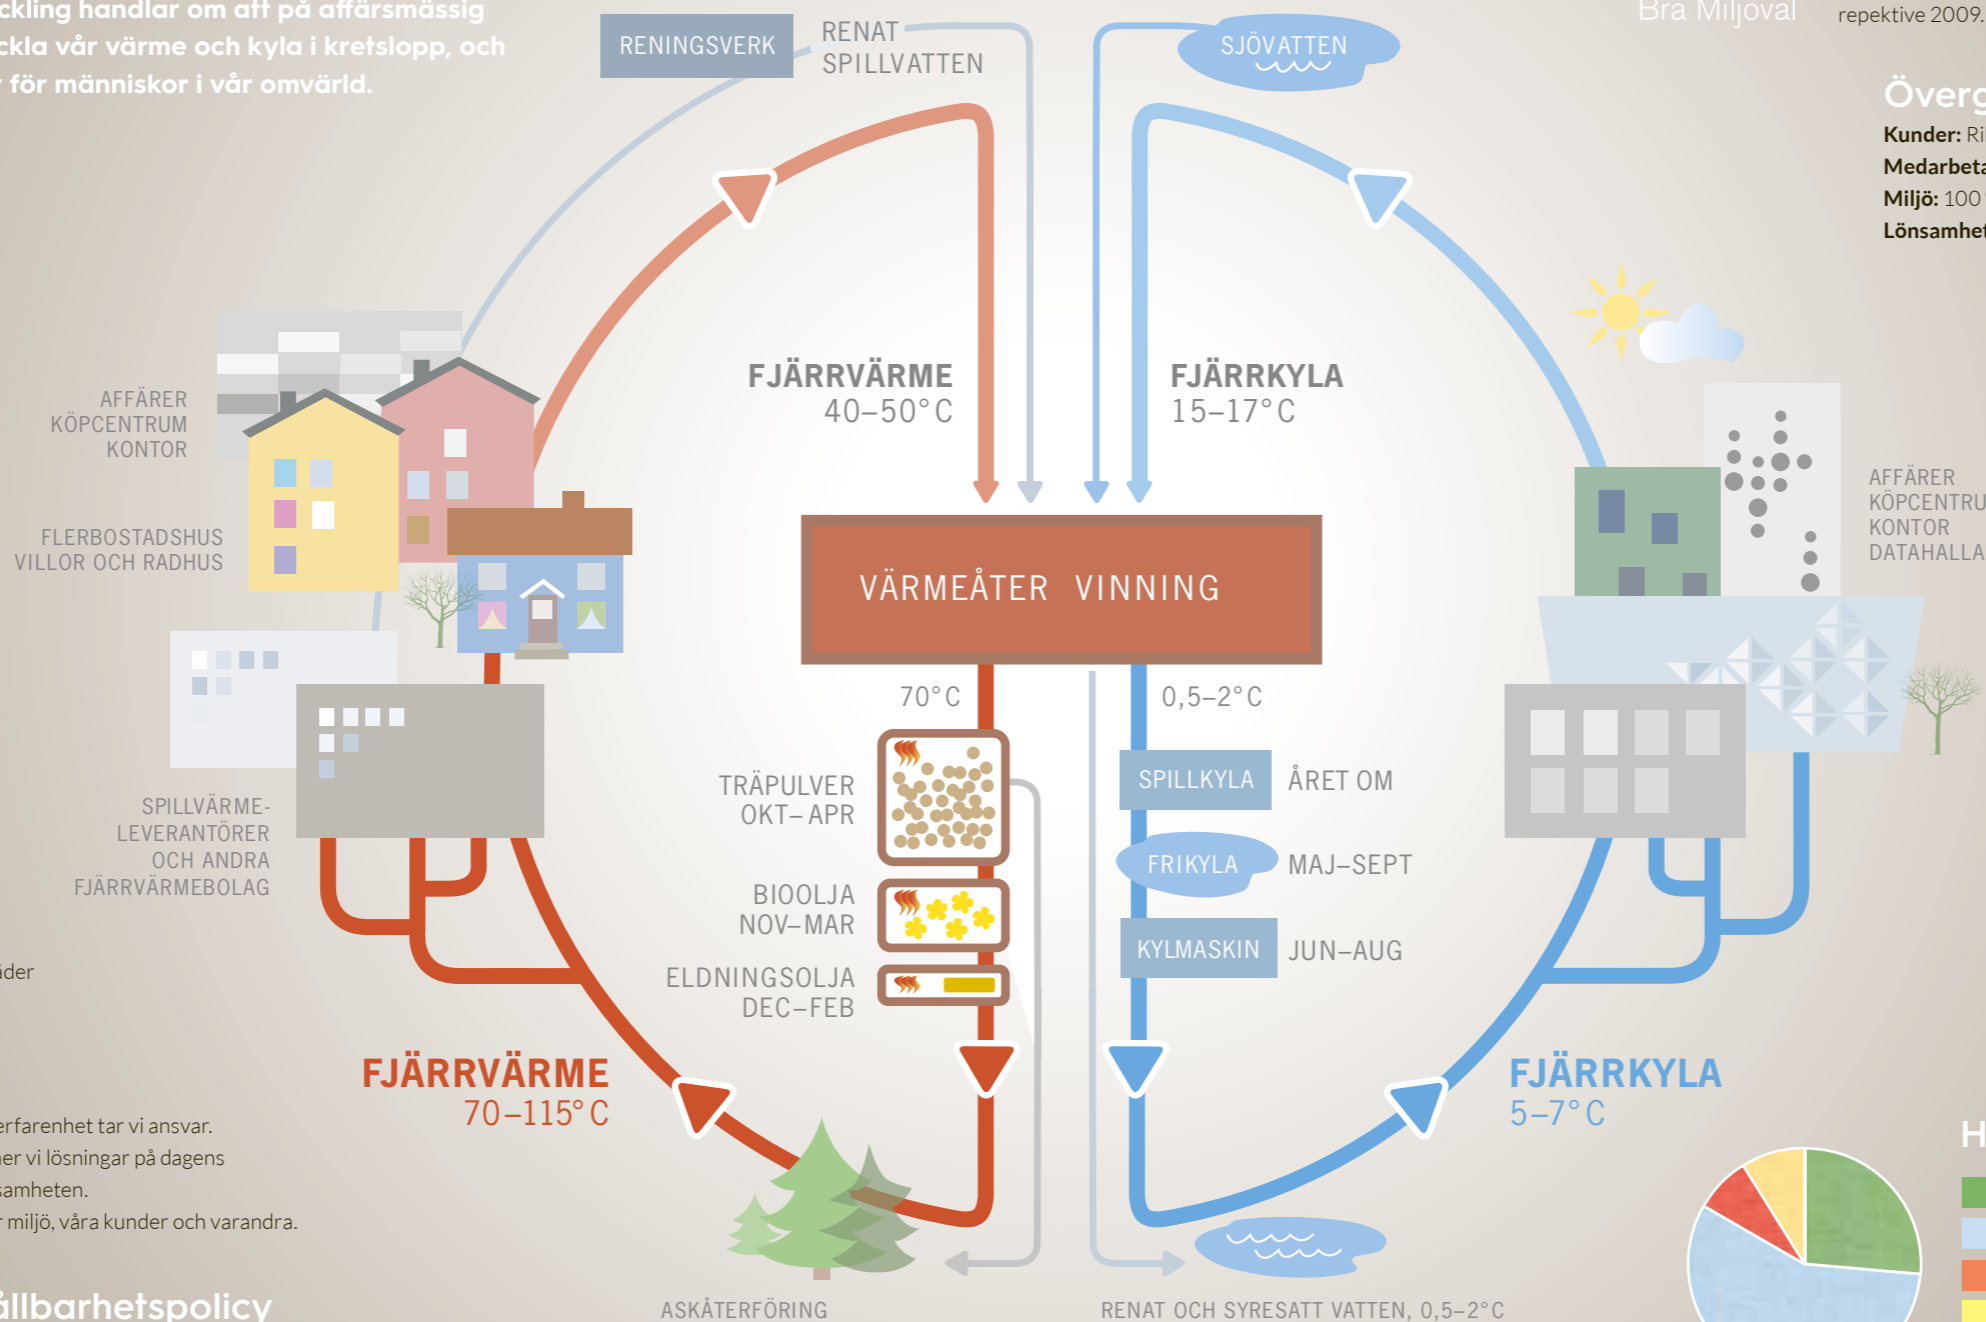 ckling handlar om att på affärsmässig
ckla vår värme och kyla i kretslopp, och
för människor i vår omvärld.
RENINGSVERK
RENAT
SPILLVATTEN
SJÖVATTEN
Bra Miljöval
repektive 2009.
Överg
Kunder: Ri
Medarbeta
Miljö: 100
Lönsamhet
FJÄRRVÄRME
40–50°C
FJÄRRKYLA
15–17°C
AFFÄRER
KÖPCENTRUM
KONTOR
FLERBOSTADSHUS
VILLOR OCH RADHUS
AFFÄRER
KÖPCENTRU
KONTOR
DATAHALLA
VÄRMEÅTER VINNING
70°C
0,5–2°C
SPILLVÄRME-
LEVERANTÖRER
OCH ANDRA
FJÄRRVÄRMEBOLAG
TRÄPULVER
OKT–APR
BIOOLJA
NOV–MAR
ELDNINGSOLJA
DEC–FEB
SPILLKYLA ÅRET OM
FRIKYLA MAJ–SEPT
KYLMASKIN JUN–AUG
äder
FJÄRRVÄRME
70–115°C
FJÄRRKYLA
5–7°C
erfarenhet tar vi ansvar.
ner vi lösningar på dagens
samheten.
r miljö, våra kunder och varandra.
H
ållbarhetspolicy
ASKÅTERFÖRING
RENAT OCH SYRESATT VATTEN, 0,5–2°C